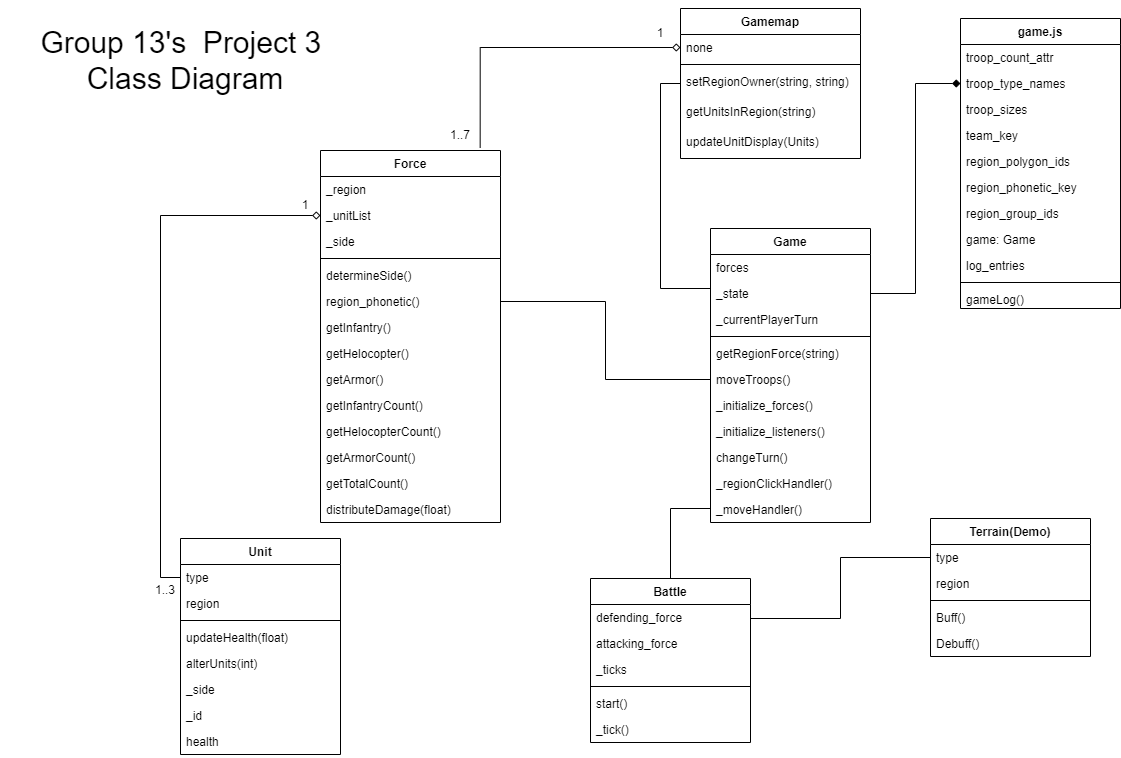 Group 13's Project 3
Class Diagram
1
Gamemap
none
setRegionOwner(string, string)
getUnitsInRegion(string)
updateUnitDisplay(Units)
game.js
troop_count_attr
troop_type_names
troop_sizes
team_key
region_polygon_ids
region_phonetic_key
region_group_ids
game: Game
log_entries
gameLog()
1..7
Force
_region
1
_unitList
_side
determineSide()
region_phonetic()
getInfantry()
getHelocopter()
getArmor()
getInfantryCount()
getHelocopterCount()
getArmorCount()
getTotalCount()
distributeDamage(float)
Game
forces
_state
_currentPlayerTurn
getRegionForce(string)
moveTroops()
_initialize_forces()
_initialize_listeners()
changeTurn()
_regionClickHandler()
_moveHandler()
Unit
type
1..3
region
updateHealth(float)
alterUnits(int)
_side
_id
health
Battle
defending_force
attacking_force
_ticks
start()
_tick()
Terrain(Demo)
type
region
Buff()
Debuff()